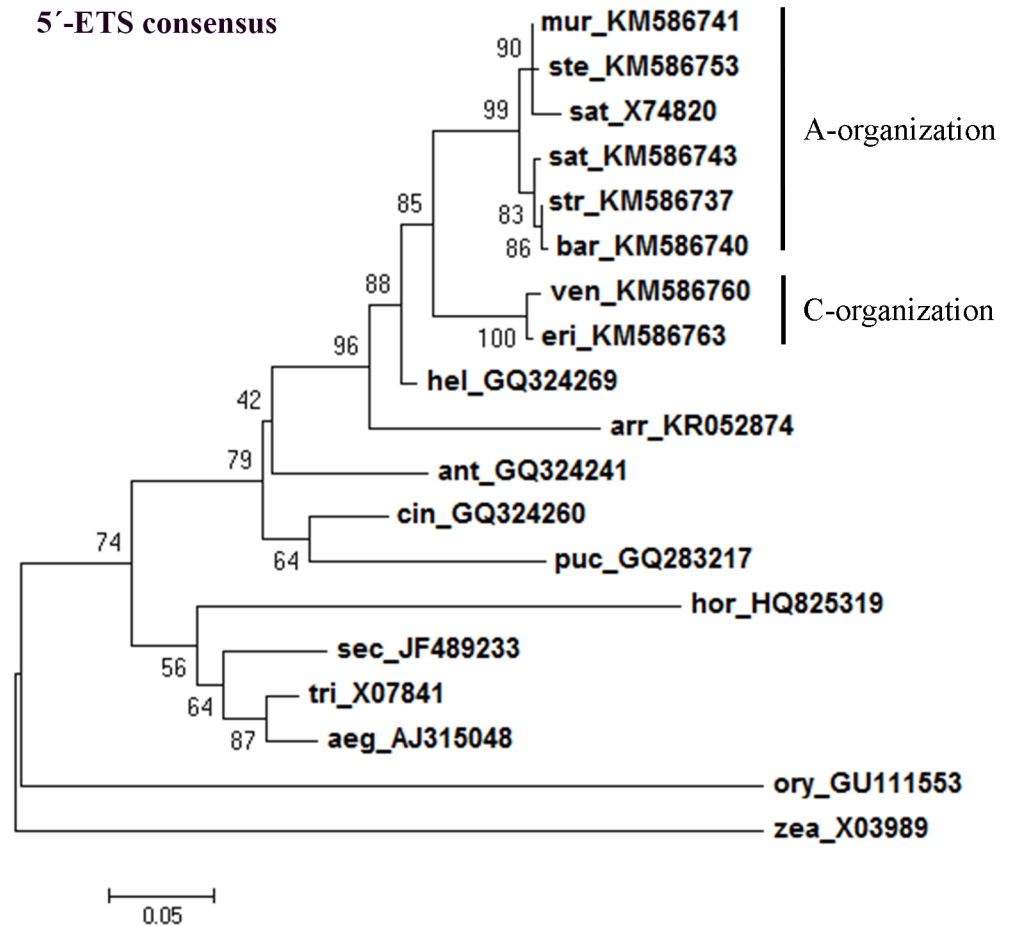 5´-ETS consensus
mur_KM586741
90
ste_KM586753
99
sat_X74820
A-organization
sat_KM586743
85
83
str_KM586737
86
bar_KM586740
88
ven_KM586760
C-organization
100
eri_KM586763
96
hel_GQ324269
42
arr_KR052874
79
ant_GQ324241
cin_GQ324260
74
64
puc_GQ283217
hor_HQ825319
56
sec_JF489233
64
tri_X07841
87
aeg_AJ315048
ory_GU111553
zea_X03989
0.05